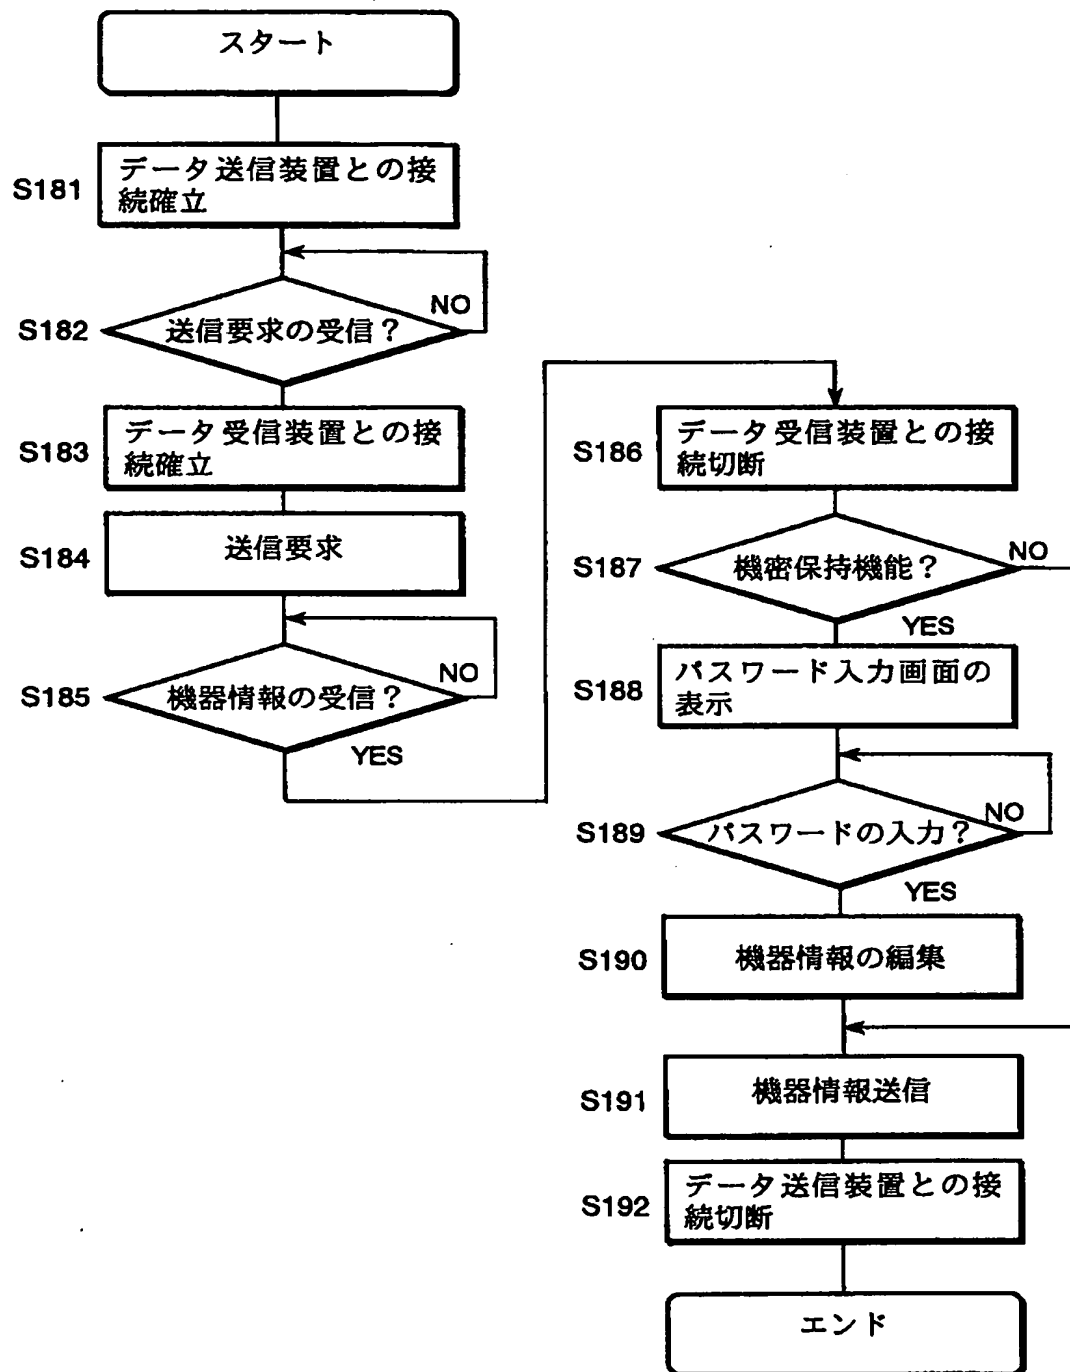 スタート
S181
データ送信装置との接
続確立
NO
S182
送信要求の受信？
S183
データ受信装置との接
続確立
S184
送信要求
NO
S185
機器情報の受信？
YES
S186
データ受信装置との接
続切断
S187
機密保持機能？
NO
YES
S188
パスワード入力画面の
表示
S189
パスワードの入力？
NO
YES
S190
機器情報の編集
S191
機器情報送信
S192
データ送信装置との接
続切断
エンド